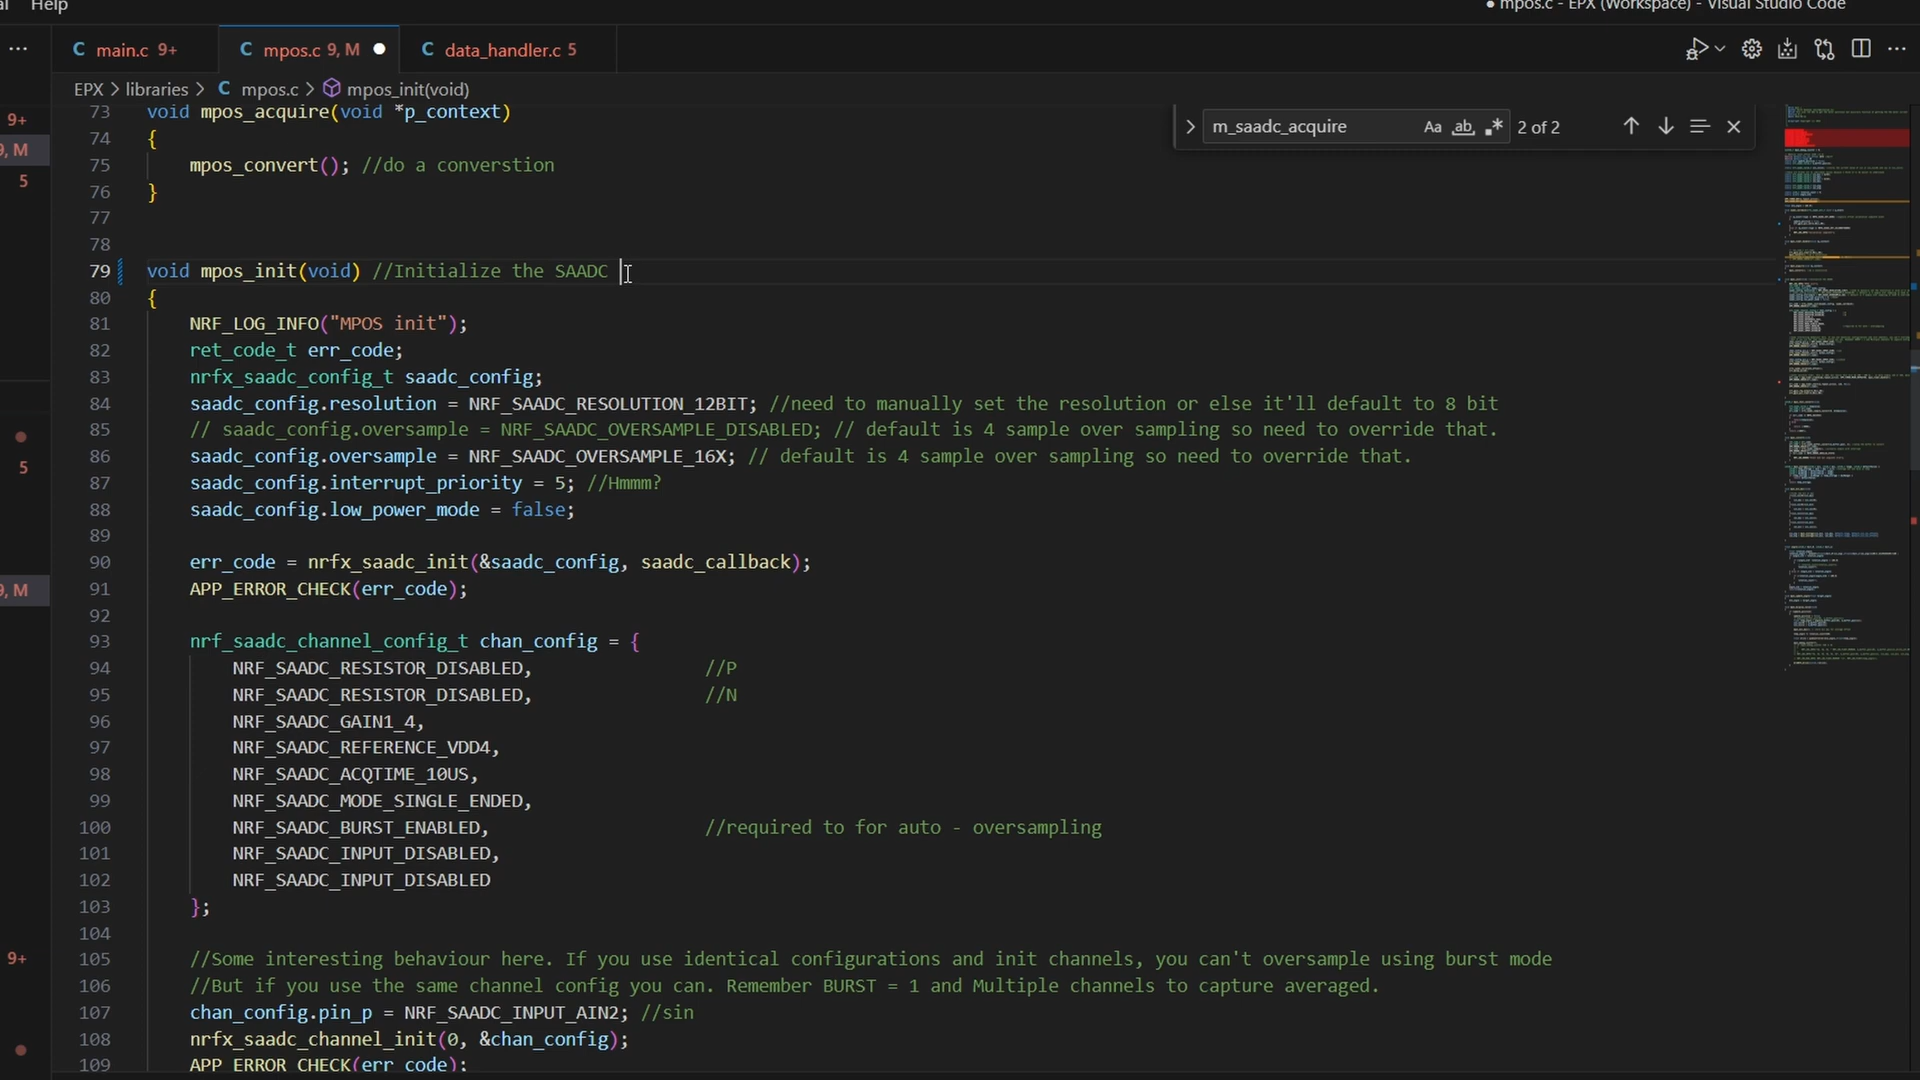 al Help
mpos.c - EPX (Workspace) - Visual Studio Code
main.c 9+
mpos.c 9, M
data_handler.c 5
EPX > libraries > C mpos.c > mpos_init(void)
m_saadc_acquire Aa ab 2 of 2
9+
9, M
5
5
9, M
9+
73 void mpos_acquire(void *p_context)
74 {
75 mpos_convert(); //do a converstion
76 }
77
78
79 void mpos_init(void) //Initialize the SAADC
80 {
81 NRF_LOG_INFO("MPOS init");
82 ret_code_t err_code;
83 nrfx_saadc_config_t saadc_config;
84 saadc_config.resolution = NRF_SAADC_RESOLUTION_12BIT; //need to manually set the resolution or else it'll default to 8 bit
85 // saadc_config.oversample = NRF_SAADC_OVERSAMPLE_DISABLED; // default is 4 sample over sampling so need to override that.
86 saadc_config.oversample = NRF_SAADC_OVERSAMPLE_16X; // default is 4 sample over sampling so need to override that.
87 saadc_config.interrupt_priority = 5; //Hmmm?
88 saadc_config.low_power_mode = false;
89
90 err_code = nrfx_saadc_init(&saadc_config, saadc_callback);
91 APP_ERROR_CHECK(err_code);
92
93 nrf_saadc_channel_config_t chan_config = {
94 NRF_SAADC_RESISTOR_DISABLED, //P
95 NRF_SAADC_RESISTOR_DISABLED, //N
96 NRF_SAADC_GAIN1_4,
97 NRF_SAADC_REFERENCE_VDD4,
98 NRF_SAADC_ACQTIME_10US,
99 NRF_SAADC_MODE_SINGLE_ENDED,
100 NRF_SAADC_BURST_ENABLED, //required to for auto - oversampling
101 NRF_SAADC_INPUT_DISABLED,
102 NRF_SAADC_INPUT_DISABLED
103 };
104
105 //Some interesting behaviour here. If you use identical configurations and init channels, you can't oversample using burst mode
106 //But if you use the same channel config you can. Remember BURST = 1 and Multiple channels to capture averaged.
107 chan_config.pin_p = NRF_SAADC_INPUT_AIN2; //sin
108 nrfx_saadc_channel_init(0, &chan_config);
109 APP_ERROR_CHECK(err_code);